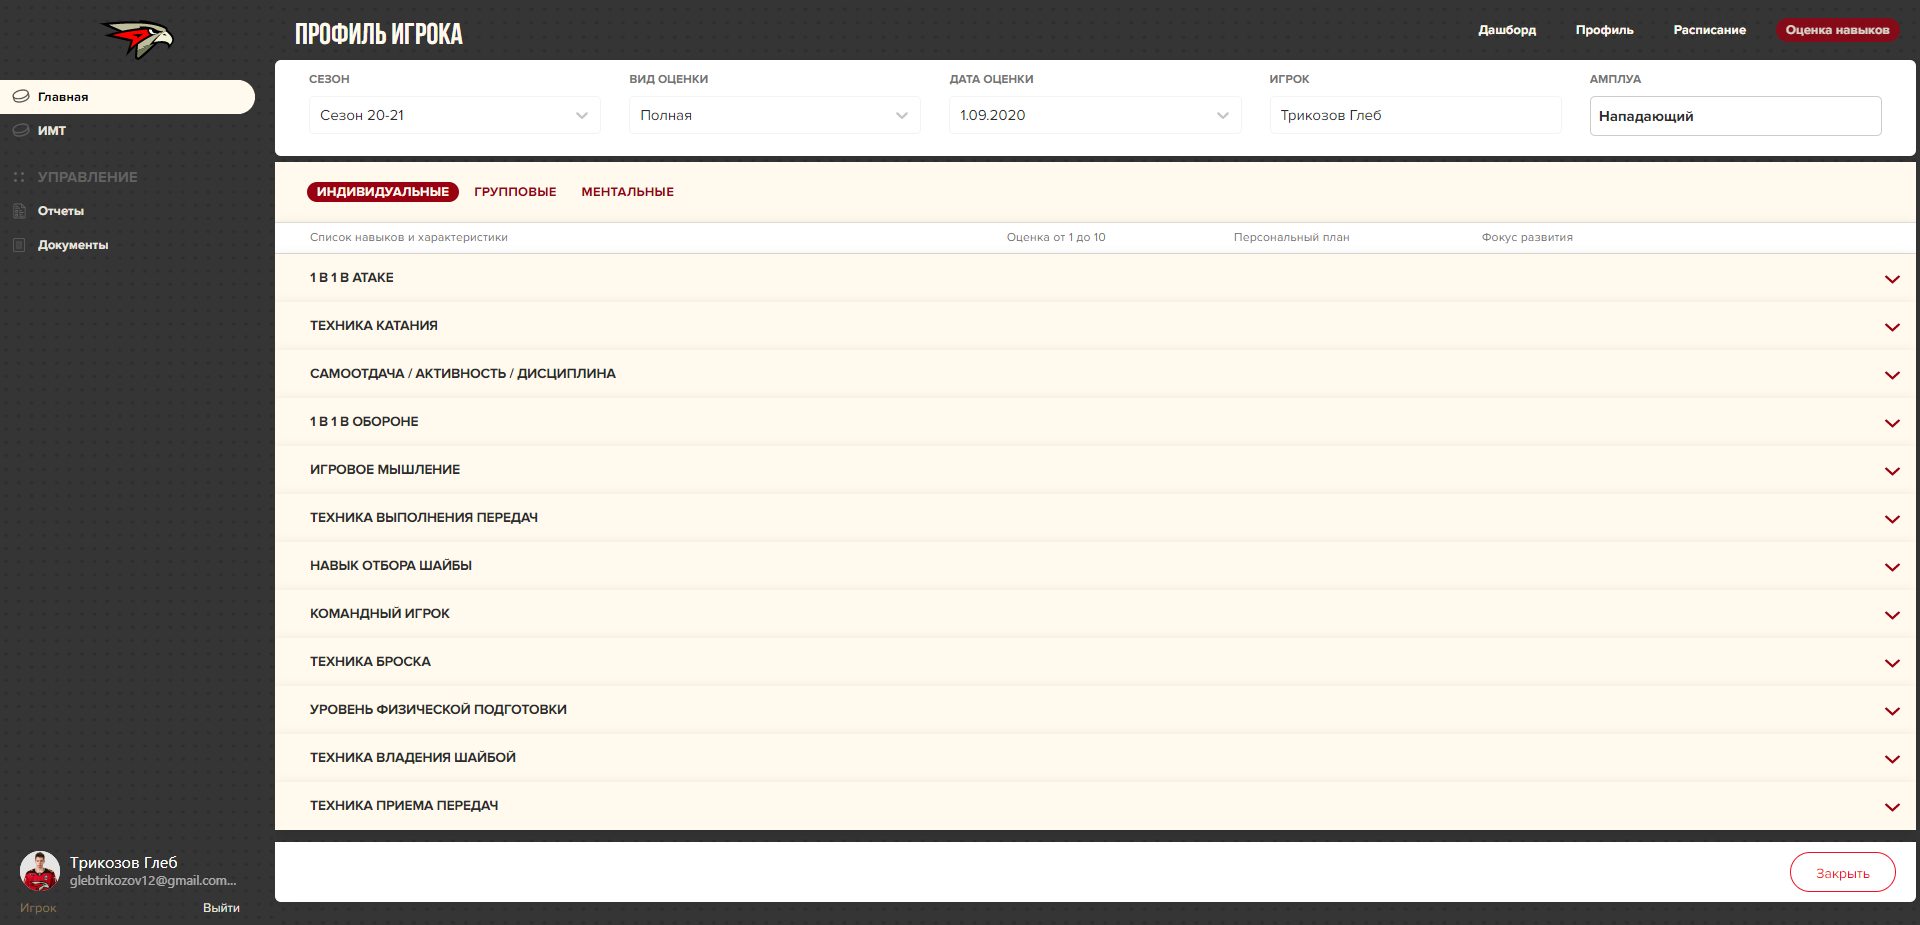 ПРОФИЛЬ ИГРОКА
Дашборд
Профиль
Расписание
Оценка навыков
Главная
ИМТ
УПРАВЛЕНИЕ
Отчеты
Документы
СЕЗОН
Сезон 20-21
ВИД ОЦЕНКИ
Полная
ДАТА ОЦЕНКИ
1.09.2020
ИГРОК
Трикозов Глеб
АМПЛУА
Нападающий
ИНДИВИДУАЛЬНЫЕ
ГРУППОВЫЕ
МЕНТАЛЬНЫЕ
Список навыков и характеристики
Оценка от 1 до 10
Персональный план
Фокус развития
1 В 1 В АТАКЕ
ТЕХНИКА КАТАНИЯ
САМООТДАЧА / АКТИВНОСТЬ / ДИСЦИПЛИНА
1 В 1 В ОБОРОНЕ
ИГРОВОЕ МЫШЛЕНИЕ
ТЕХНИКА ВЫПОЛНЕНИЯ ПЕРЕДАЧ
НАВЫК ОТБОРА ШАЙБЫ
КОМАНДНЫЙ ИГРОК
ТЕХНИКА БРОСКА
УРОВЕНЬ ФИЗИЧЕСКОЙ ПОДГОТОВКИ
ТЕХНИКА ВЛАДЕНИЯ ШАЙБОЙ
ТЕХНИКА ПРИЕМА ПЕРЕДАЧ
Закрыть
Трикозов Глеб
glebtrikozov12@gmail.com...
Игрок
Выйти